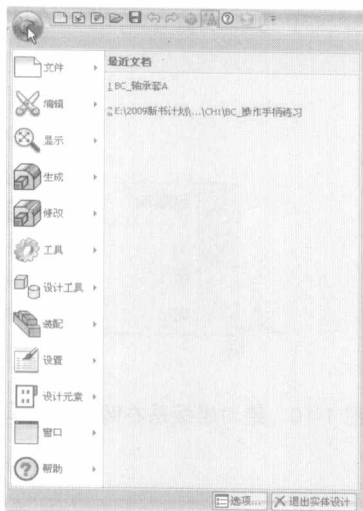 最近文档
文件
1 BC_轴承套A
编辑
2 E:\2009新书计划\...\CH1\BC_操作手柄练习
显示
生成
修改
工具
设计工具
装配
设置
设计元素
窗口
帮助
选项... 退出实体设计